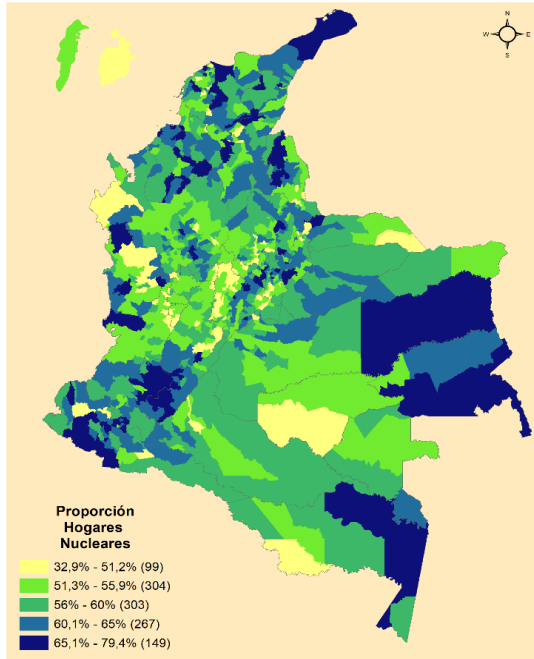 N
W E
S
Proporción
Hogares
Nucleares
32,9% - 51,2% (99)
51,3% - 55,9% (304)
56% - 60% (303)
60,1% - 65% (267)
65,1% - 79,4% (149)